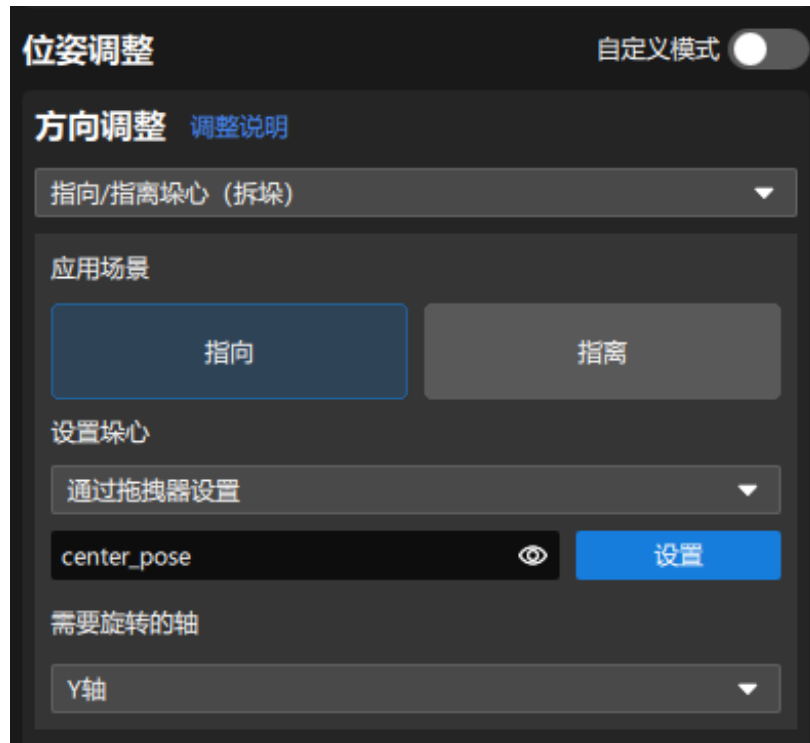 位姿调整 自定义模式
方向调整 调整说明
指向/指离垛心（拆垛）
应用场景
指向 指离
设置垛心
通过拖拽器设置
center_pose 设置
需要旋转的轴
Y轴